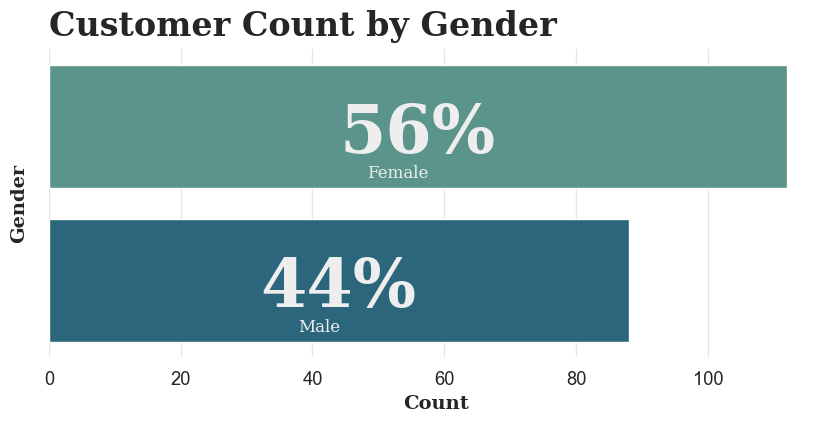 Customer Count by Gender
Gender
56%
Female
44%
Male
0 20 40 60 80 100
Count